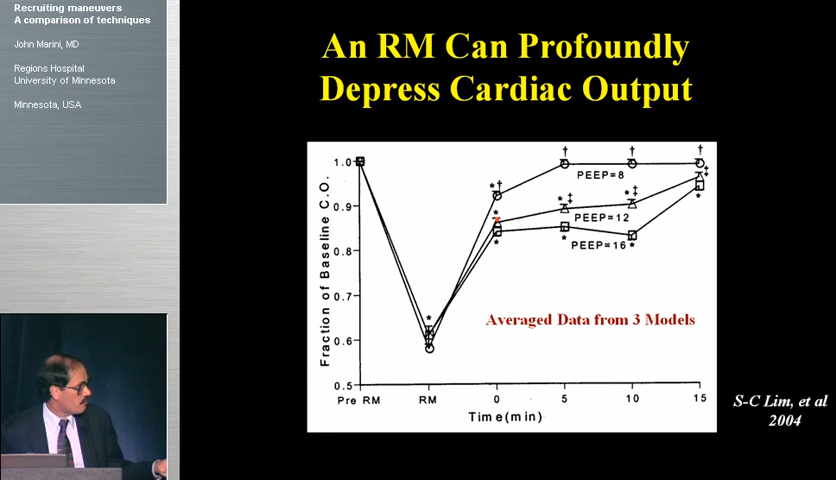 Recruiting maneuvers
A comparison of techniques
John Marini, MD
Regions Hospital
University of Minnesota
Minnesota, USA
An RM Can Profoundly
Depress Cardiac Output
Fraction of Baseline C.O.
1.0
0.9
0.8
0.7
0.6
0.5
*†
†
†
†
PEEP=8
*
*‡
*‡
‡
PEEP=12
*
*
*
*
PEEP=16
*
Averaged Data from 3 Models
Pre RM
RM
0
5
10
15
Time(min)
S-C Lim, et al
2004